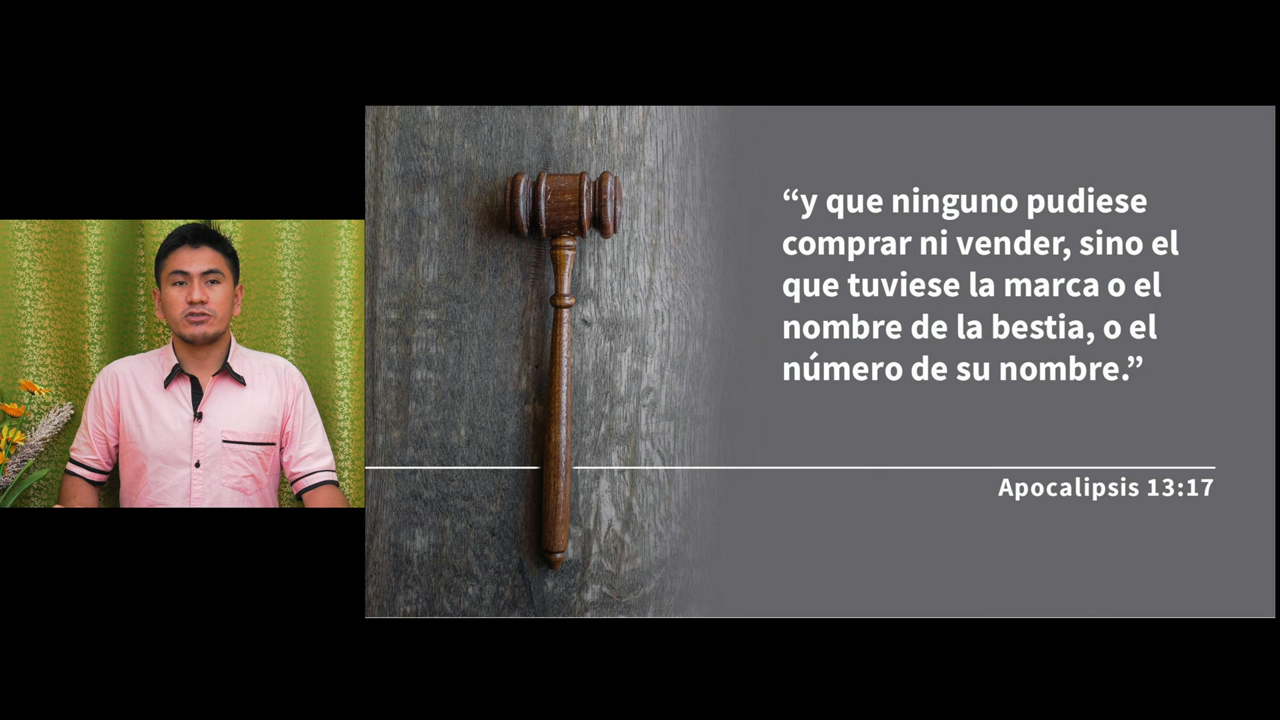 “y que ninguno pudiese
comprar ni vender, sino el
que tuviese la marca o el
nombre de la bestia, o el
número de su nombre.”
Apocalipsis 13:17